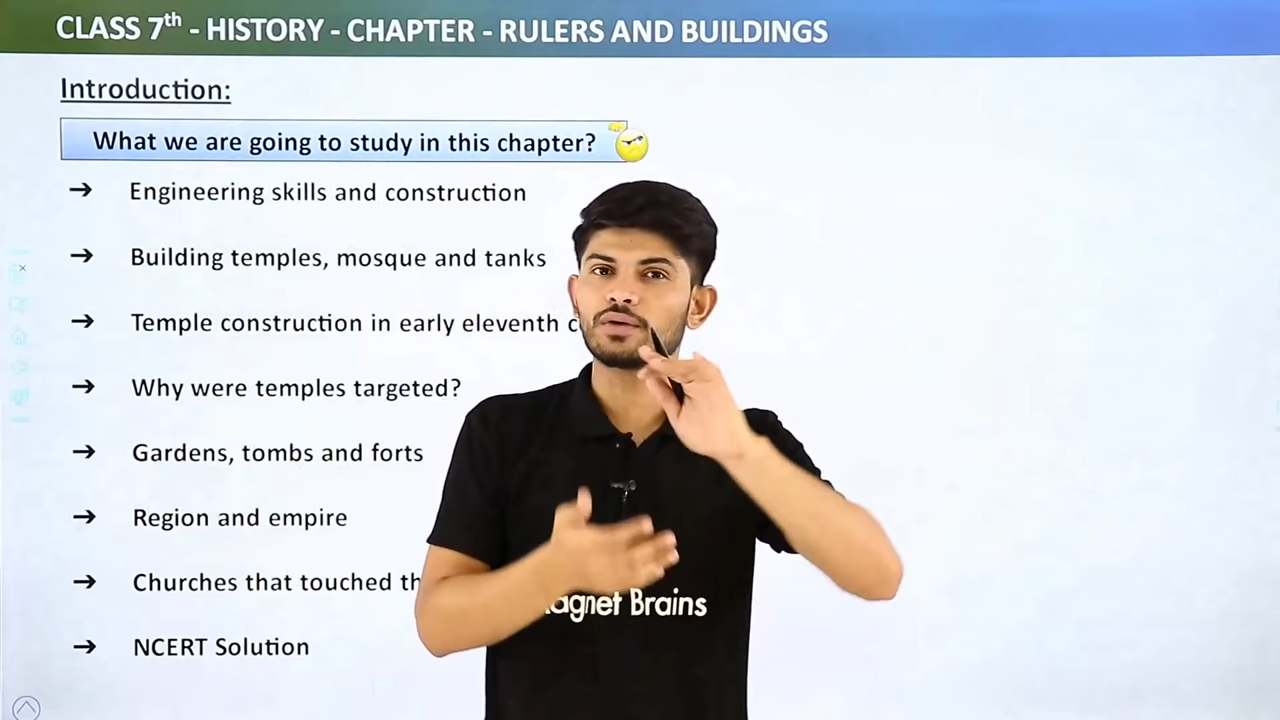 CLASS 7th - HISTORY - CHAPTER - RULERS AND BUILDINGS
Introduction:
What we are going to study in this chapter?
→ Engineering skills and construction
→ Building temples, mosque and tanks
→ Temple construction in early eleventh
→ Why were temples targeted?
→ Gardens, tombs and forts
→ Region and empire
→ Churches that touched
→ NCERT Solution
Brains